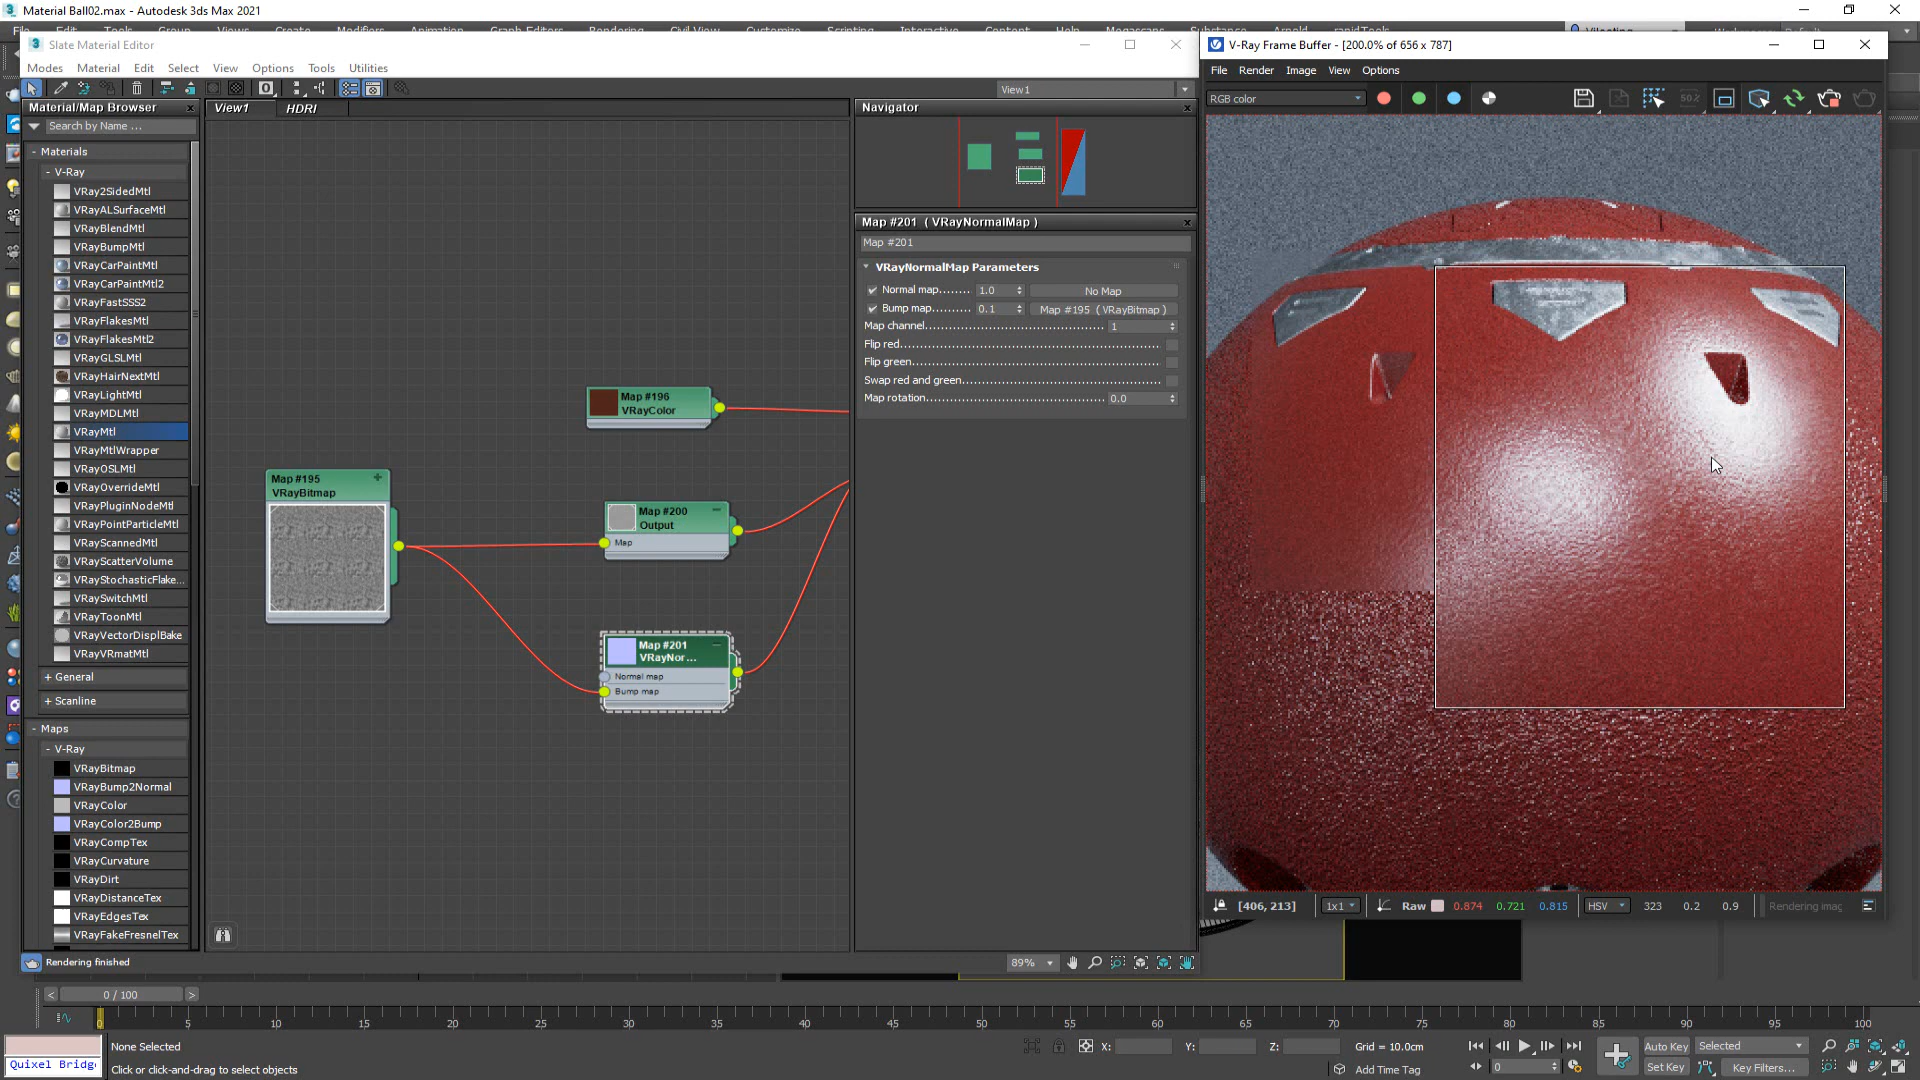 Material Ball02.max - Autodesk 3ds Max 2021
Slate Material Editor
Modes Material Edit Select View Options Tools Utilities
View1
Material/Map Browser
Search by Name ...
- Materials
- V-Ray
VRay2SidedMtl
VRayALSurfaceMtl
VRayBlendMtl
VRayBumpMtl
VRayCarPaintMtl
VRayCarPaintMtl2
VRayFastSSS2
VRayFlakesMtl
VRayFlakesMtl2
VRayGLSLMtl
VRayHairNextMtl
VRayLightMtl
VRayMDLMtl
VRayMtl
VRayMtlWrapper
VRayOSLMtl
VRayOverrideMtl
VRayPluginNodeMtl
VRayPointParticleMtl
VRayScannedMtl
VRayScatterVolume
VRayStochasticFlake...
VRaySwitchMtl
VRayToonMtl
VRayVectorDisplBake
VRayVRmatMtl
+ General
+ Scanline
- Maps
- V-Ray
VRayBitmap
VRayBump2Normal
VRayColor
VRayColor2Bump
VRayCompTex
VRayCurvature
VRayDirt
VRayDistanceTex
VRayEdgesTex
VRayFakeFresnelTex
Rendering finished
View1 HDRI
Map #196
VRayColor
Map #195
VRayBitmap
Map #200
Output
Map
Map #201
VRayNor...
Normal map
Bump map
Navigator
Map #201 ( VRayNormalMap )
Map #201
VRayNormalMap Parameters
Normal map........ 1.0 No Map
Bump map.......... 0.1 Map #195 ( VRayBitmap )
Map channel 1
Flip red
Flip green
Swap red and green
Map rotation 0.0
89%
V-Ray Frame Buffer - [200.0% of 656 x 787]
File Render Image View Options
RGB color
[406, 213] 1x1 Raw 0.874 0.721 0.815 HSV 323 0.2 0.9 Rendering imag
< 0 / 100 >
0 5 10 15 20 25 30 35 40 45 50 55 60 65 70 75 80 85 90 95 100
None Selected
X: Y: Z: Grid = 10.0cm
Auto Key Selected
Quixel Bridg
Click or click-and-drag to select objects
Add Time Tag
0
Set Key Key Filters...